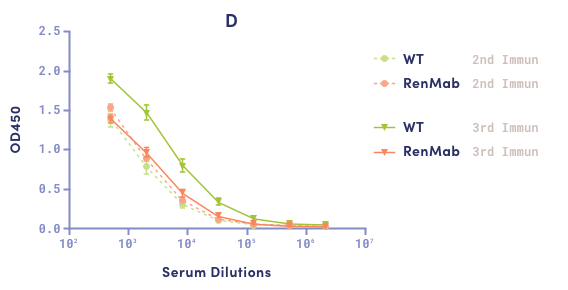 D
2.5
2.0
1.5
1.0
0.5
0.0
OD450
10² 10³ 10⁴ 10⁵ 10⁶ 10⁷
Serum Dilutions
WT 2nd Immun
RenMab 2nd Immun
WT 3rd Immun
RenMab 3rd Immun